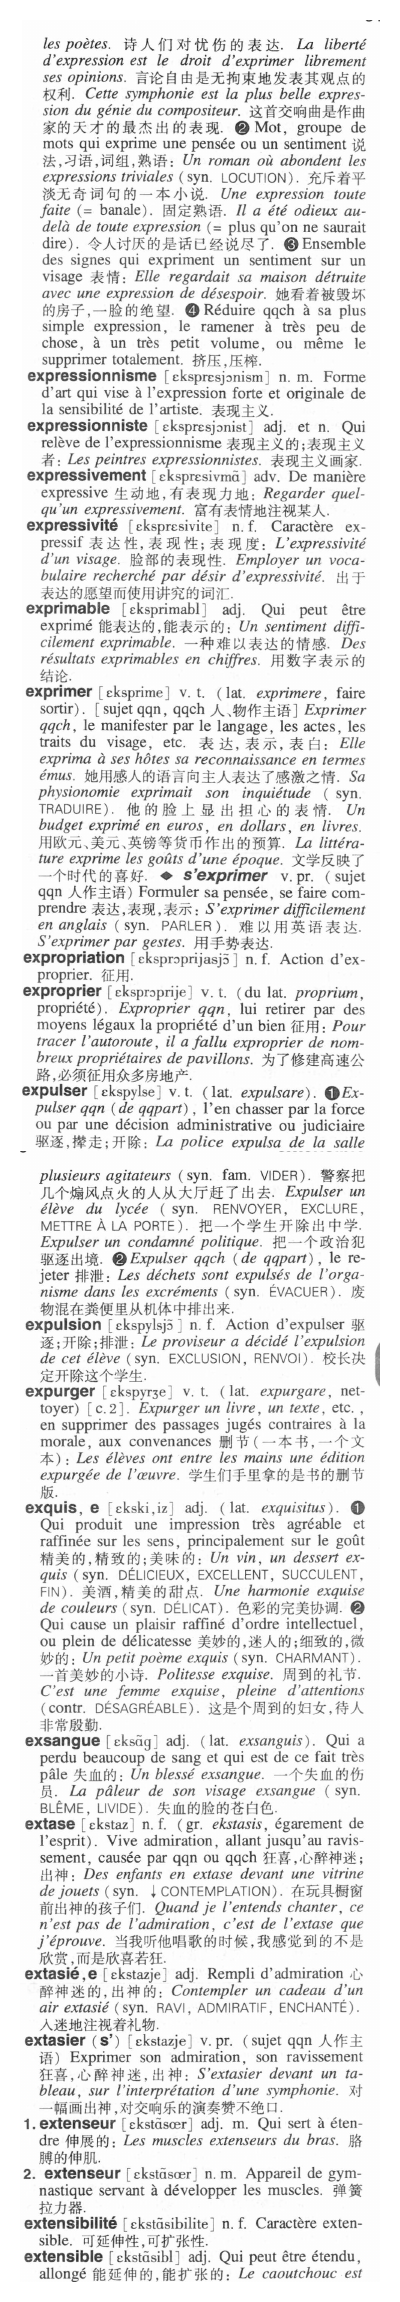 les poètes. 诗人们对忧伤的表达. La liberté
d'expression est le droit d'exprimer librement
ses opinions. 言论自由是无拘束地发表其观点的
权利. Cette symphonie est la plus belle expres-
sion du génie du compositeur. 这首交响曲是作曲
家的天才的最杰出的表现. ❷ Mot, groupe de
mots qui exprime une pensée ou un sentiment 说
法,习语,词组,熟语: Un roman où abondent les
expressions triviales (syn. LOCUTION). 充斥着平
淡无奇词句的一本小说. Une expression toute
faite (= banale). 固定熟语. Il a été odieux au-
delà de toute expression (= plus qu'on ne saurait
dire). 令人讨厌的是话已经说尽了. ❸ Ensemble
des signes qui expriment un sentiment sur un
visage 表情: Elle regardait sa maison détruite
avec une expression de désespoir. 她看着被毁坏
的房子,一脸的绝望. ❹ Réduire qqch à sa plus
simple expression, le ramener à très peu de
chose, à un très petit volume, ou même le
supprimer totalement. 挤压,压榨.
expressionnisme [ɛkspresjɔnism] n. m. Forme
d'art qui vise à l'expression forte et originale de
la sensibilité de l'artiste. 表现主义.
expressionniste [ɛkspresjɔnist] adj. et n. Qui
relève de l'expressionnisme 表现主义的;表现主义
者: Les peintres expressionnistes. 表现主义画家.
expressivement [ɛkspresivmɑ̃] adv. De manière
expressive 生动地,有表现力地: Regarder quel-
qu'un expressivement. 富有表情地注视某人.
expressivité [ɛkspresivite] n. f. Caractère ex-
pressif 表达性,表现性;表现度: L'expressivité
d'un visage. 脸部的表现性. Employer un voca-
bulaire recherché par désir d'expressivité. 出于
表达的愿望而使用讲究的词汇.
exprimable [ɛksprimabl] adj. Qui peut être
exprimé 能表达的,能表示的: Un sentiment diffi-
cilement exprimable. 一种难以表达的情感. Des
résultats exprimables en chiffres. 用数字表示的
结论.
exprimer [ɛksprime] v. t. (lat. exprimere, faire
sortir). [sujet qqn, qqch 人、物作主语] Exprimer
qqch, le manifester par le langage, les actes, les
traits du visage, etc. 表达,表示,表白: Elle
exprima à ses hôtes sa reconnaissance en termes
émus. 她用感人的语言向主人表达了感激之情. Sa
physionomie exprimait son inquiétude (syn.
TRADUIRE). 他的脸上显出担心的表情. Un
budget exprimé en euros, en dollars, en livres.
用欧元、美元、英镑等货币作出的预算. La littéra-
ture exprime les goûts d'une époque. 文学反映了
一个时代的喜好. ◆ s'exprimer v. pr. (sujet
qqn 人作主语) Formuler sa pensée, se faire com-
prendre 表达,表现,表示: S'exprimer difficilement
en anglais (syn. PARLER). 难以用英语表达.
S'exprimer par gestes. 用手势表达.
expropriation [ɛksprɔprijasjɔ̃] n. f. Action d'ex-
proprier. 征用.
exproprier [ɛksprɔprije] v. t. (du lat. proprium,
propriété). Exproprier qqn, lui retirer par des
moyens légaux la propriété d'un bien 征用: Pour
tracer l'autoroute, il a fallu exproprier de nom-
breux propriétaires de pavillons. 为了修建高速公
路,必须征用众多房地产.
expulser [ɛkspylse] v. t. (lat. expulsare). ❶ Ex-
pulser qqn (de qqpart), l'en chasser par la force
ou par une décision administrative ou judiciaire
驱逐,撵走;开除: La police expulsa de la salle
plusieurs agitateurs (syn. fam. VIDER). 警察把
几个煽风点火的人从大厅赶了出去. Expulser un
élève du lycée (syn. RENVOYER, EXCLURE,
METTRE À LA PORTE). 把一个学生开除出中学.
Expulser un condamné politique. 把一个政治犯
驱逐出境. ❷ Expulser qqch (de qqpart), le re-
jeter 排泄: Les déchets sont expulsés de l'orga-
nisme dans les excréments (syn. ÉVACUER). 废
物混在粪便里从机体中排出来.
expulsion [ɛkspylsjɔ̃] n. f. Action d'expulser 驱
逐;开除;排泄: Le proviseur a décidé l'expulsion
de cet élève (syn. EXCLUSION, RENVOI). 校长决
定开除这个学生.
expurger [ɛkspyrʒe] v. t. (lat. expurgare, net-
toyer) [c.2]. Expurger un livre, un texte, etc.,
en supprimer des passages jugés contraires à la
morale, aux convenances 删节(一本书,一个文
本): Les élèves ont entre les mains une édition
expurgée de l'œuvre. 学生们手里拿的是书的删节
版.
exquis, e [ɛkski,iz] adj. (lat. exquisitus). ❶
Qui produit une impression très agréable et
raffinée sur les sens, principalement sur le goût
精美的,精致的;美味的: Un vin, un dessert ex-
quis (syn. DÉLICIEUX, EXCELLENT, SUCCULENT,
FIN). 美酒,精美的甜点. Une harmonie exquise
de couleurs (syn. DÉLICAT). 色彩的完美协调. ❷
Qui cause un plaisir raffiné d'ordre intellectuel,
ou plein de délicatesse 美妙的,迷人的;细致的,微
妙的: Un petit poème exquis (syn. CHARMANT).
一首美妙的小诗. Politesse exquise. 周到的礼节.
C'est une femme exquise, pleine d'attentions
(contr. DÉSAGRÉABLE). 这是个周到的妇女,待人
非常殷勤.
exsangue [ɛksɑ̃g] adj. (lat. exsanguis). Qui a
perdu beaucoup de sang et qui est de ce fait très
pâle 失血的: Un blessé exsangue. 一个失血的伤
员. La pâleur de son visage exsangue (syn.
BLÊME, LIVIDE). 失血的脸的苍白色.
extase [ɛkstaz] n. f. (gr. ekstasis, égarement de
l'esprit). Vive admiration, allant jusqu'au ravis-
sement, causée par qqn ou qqch 狂喜,心醉神迷;
出神: Des enfants en extase devant une vitrine
de jouets (syn. ↓CONTEMPLATION). 在玩具橱窗
前出神的孩子们. Quand je l'entends chanter, ce
n'est pas de l'admiration, c'est de l'extase que
j'éprouve. 当我听他唱歌的时候,我感觉到的不是
欣赏,而是欣喜若狂.
extasié,e [ɛkstazje] adj. Rempli d'admiration 心
醉神迷的,出神的: Contempler un cadeau d'un
air extasié (syn. RAVI, ADMIRATIF, ENCHANTÉ).
入迷地注视着礼物.
extasier (s') [ɛkstazje] v. pr. (sujet qqn 人作主
语) Exprimer son admiration, son ravissement
狂喜,心醉神迷,出神: S'extasier devant un ta-
bleau, sur l'interprétation d'une symphonie. 对
一幅画出神,对交响乐的演奏赞不绝口.
1. extenseur [ɛkstɑ̃sœr] adj. m. Qui sert à éten-
dre 伸展的: Les muscles extenseurs du bras. 胳
膊的伸肌.
2. extenseur [ɛkstɑ̃sœr] n. m. Appareil de gym-
nastique servant à développer les muscles. 弹簧
拉力器.
extensibilité [ɛkstɑ̃sibilite] n. f. Caractère exten-
sible. 可延伸性,可扩张性.
extensible [ɛkstɑ̃sibl] adj. Qui peut être étendu,
allongé 能延伸的,能扩张的: Le caoutchouc est